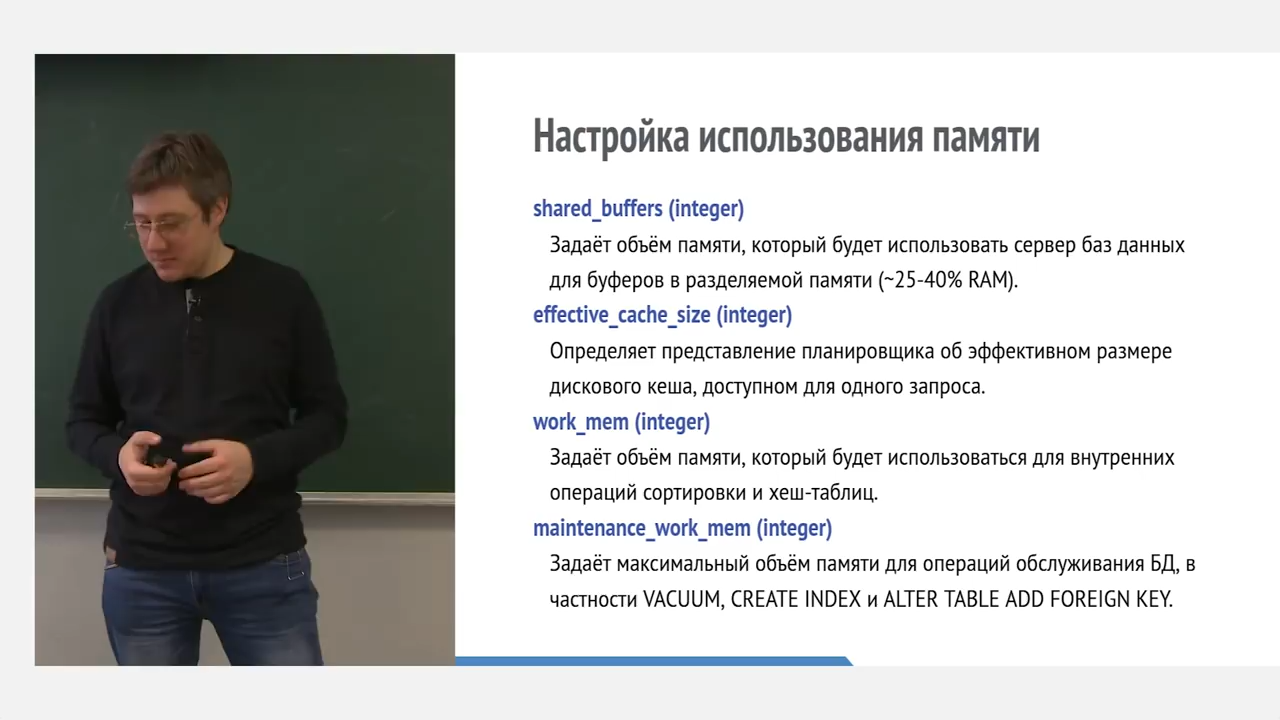 Настройка использования памяти
shared_buffers (integer)
Задаёт объём памяти, который будет использовать сервер баз данных
для буферов в разделяемой памяти (~25-40% RAM).
effective_cache_size (integer)
Определяет представление планировщика об эффективном размере
дискового кеша, доступном для одного запроса.
work_mem (integer)
Задаёт объём памяти, который будет использоваться для внутренних
операций сортировки и хеш-таблиц.
maintenance_work_mem (integer)
Задаёт максимальный объём памяти для операций обслуживания БД, в
частности VACUUM, CREATE INDEX и ALTER TABLE ADD FOREIGN KEY.